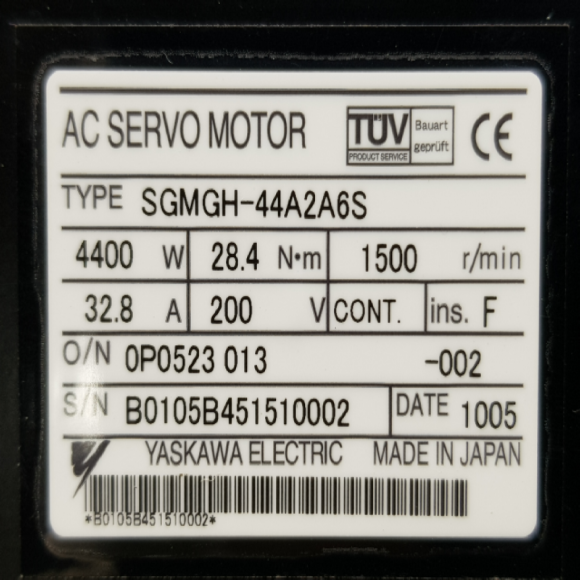 AC SERVO MOTOR TÜV PRODUCT SERVICE Bauart geprüft CE
TYPE SGMGH-44A2A6S
4400 W 28.4 N·m 1500 r/min
32.8 A 200 V CONT. ins. F
O/N 0P0523 013 -002
S/N B0105B451510002 DATE 1005
YASKAWA ELECTRIC MADE IN JAPAN
*B0105B451510002*